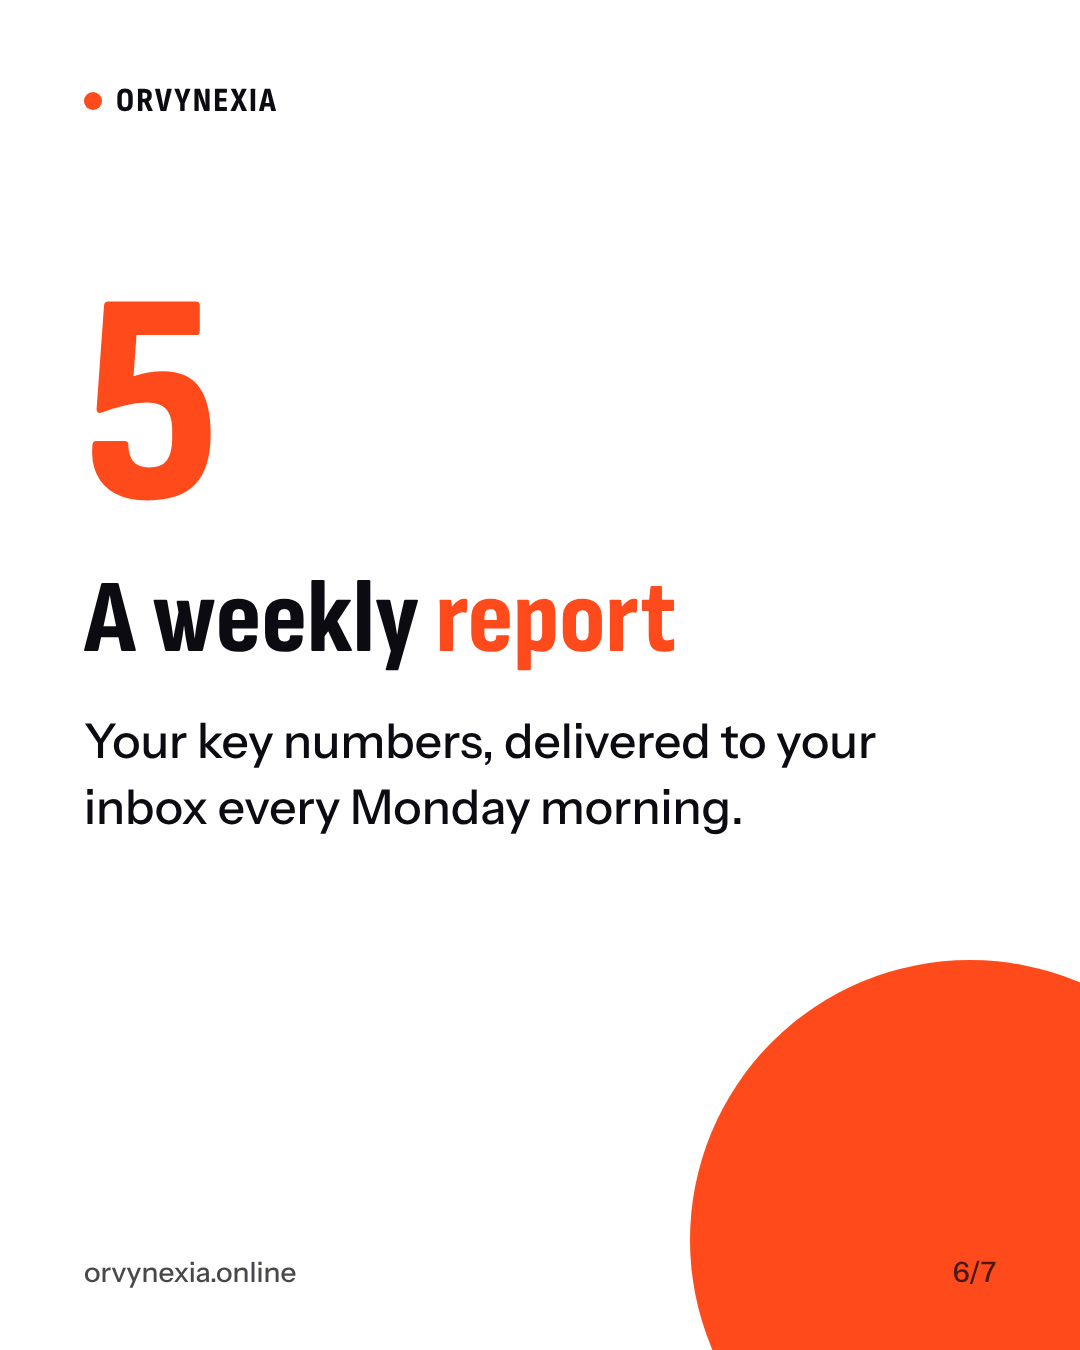 ORVYNEXIA
5
A weekly report
Your key numbers, delivered to your
inbox every Monday morning.
orvynexia.online
6/7